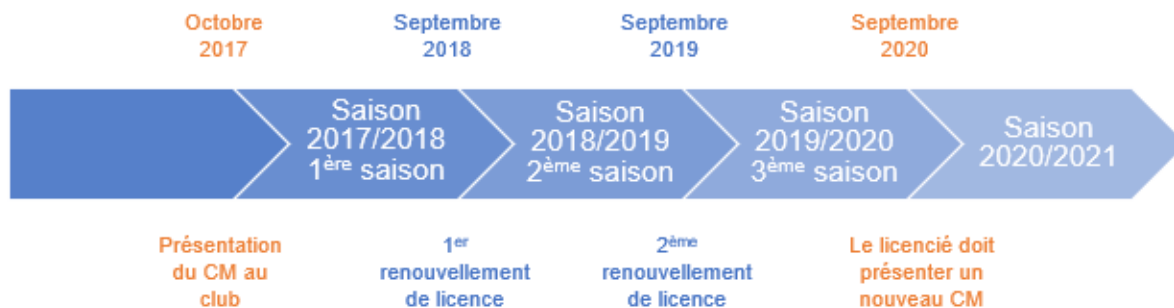 Octobre
2017
Septembre
2018
Septembre
2019
Septembre
2020
Saison
2017/2018
1ère saison
Saison
2018/2019
2ème saison
Saison
2019/2020
3ème saison
Saison
2020/2021
Présentation
du CM au
club
1er
renouvellement
de licence
2ème
renouvellement
de licence
Le licencié doit
présenter un
nouveau CM